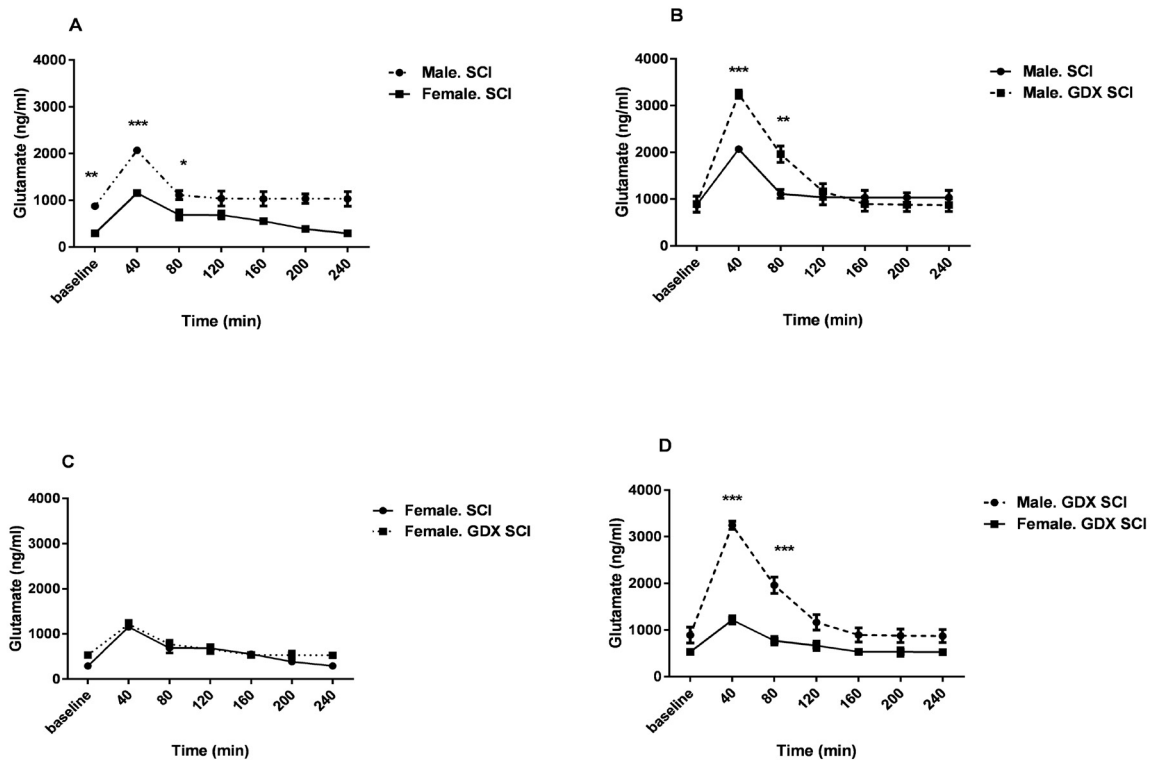 A
Glutamate (ng/ml)
4000
3000
2000
1000
0
**
***
*
baseline
40
80
120
160
200
240
Time (min)
Male. SCI
Female. SCI
B
Glutamate (ng/ml)
4000
3000
2000
1000
0
***
**
baseline
40
80
120
160
200
240
Time (min)
Male. SCI
Male. GDX SCI
C
Glutamate (ng/ml)
4000
3000
2000
1000
0
baseline
40
80
120
160
200
240
Time (min)
Female. SCI
Female. GDX SCI
D
Glutamate (ng/ml)
4000
3000
2000
1000
0
***
***
baseline
40
80
120
160
200
240
Time (min)
Male. GDX SCI
Female. GDX SCI